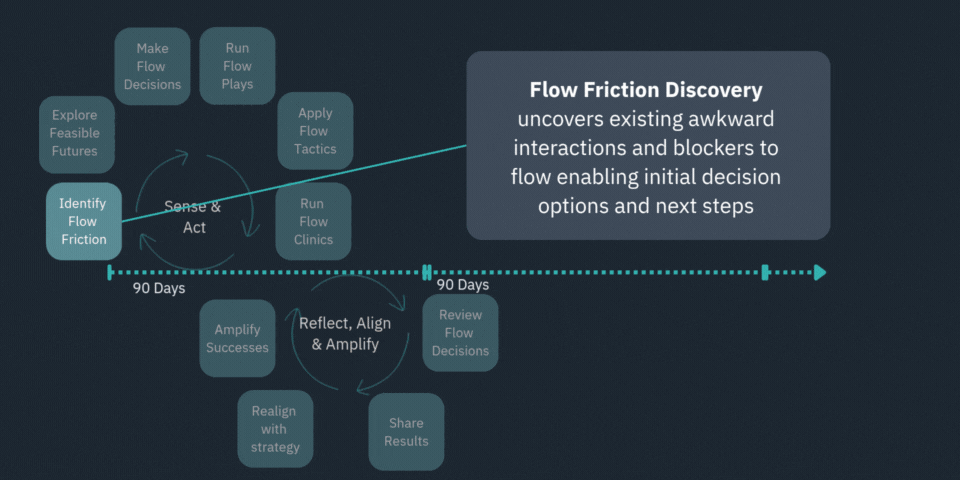 Make
Flow
Decisions
Run
Flow
Plays
Explore
Feasible
Futures
Apply
Flow
Tactics
Identify
Flow
Friction
Sense &
Act
Run
Flow
Clinics
Flow Friction Discovery
uncovers existing awkward
interactions and blockers to
flow enabling initial decision
options and next steps
90 Days
90 Days
Amplify
Successes
Reflect, Align
& Amplify
Review
Flow
Decisions
Realign
with
strategy
Share
Results